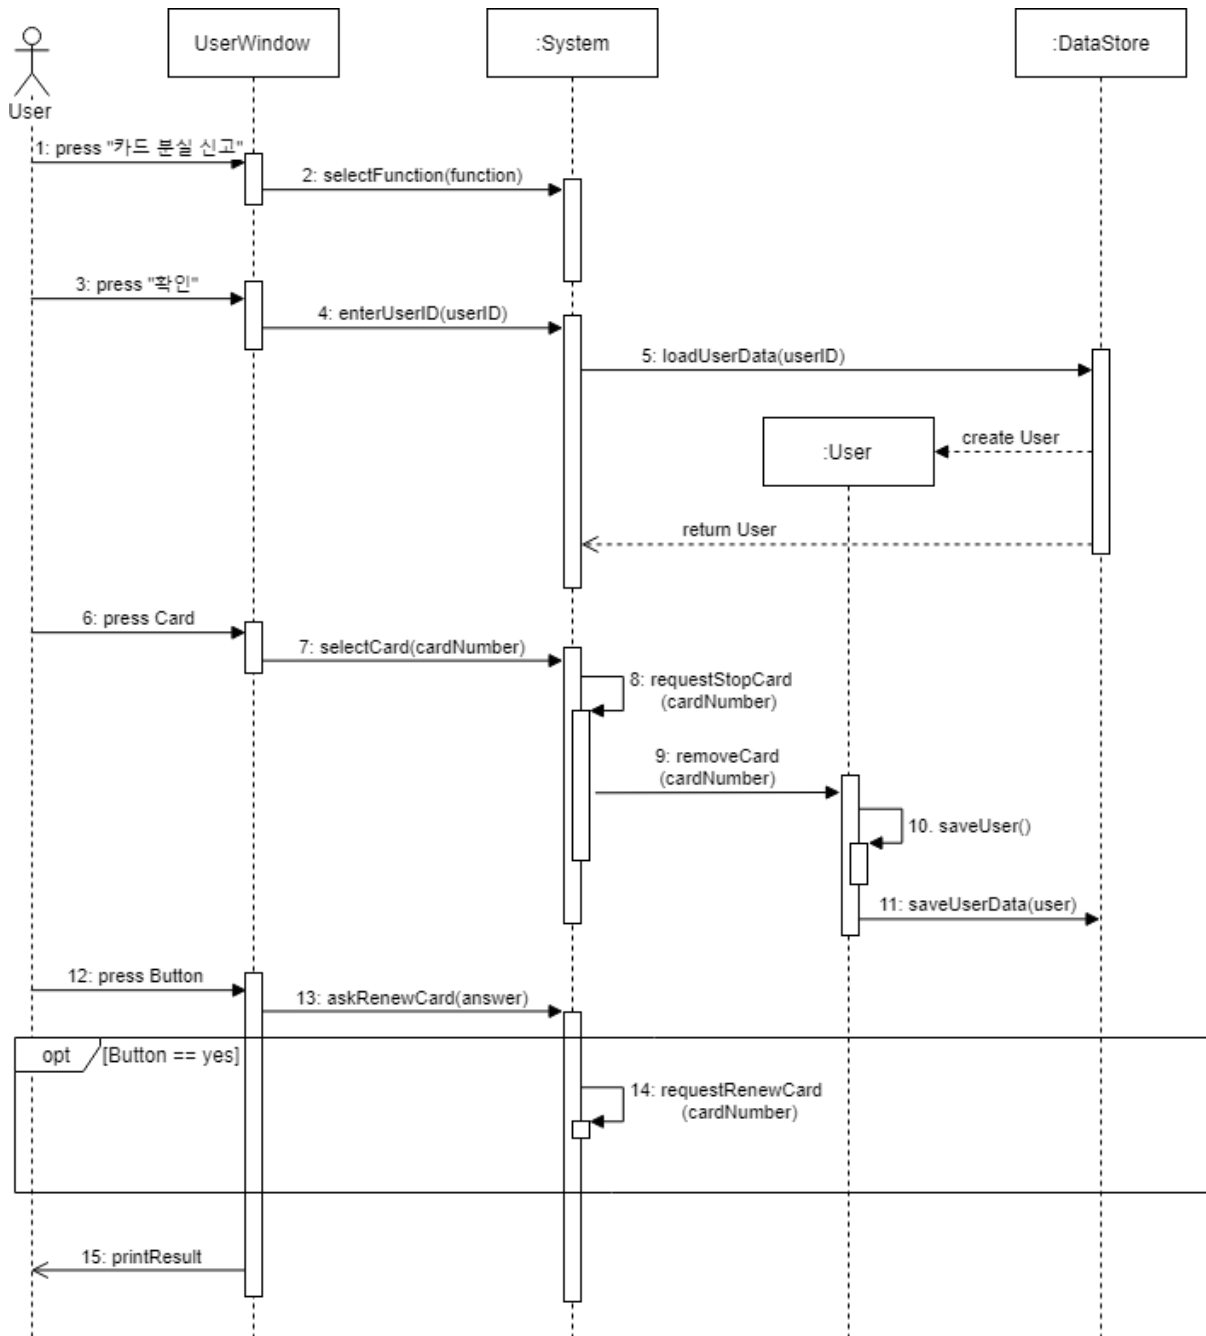 UserWindow
:System
:DataStore
User
1: press "카드 분실 신고"
2: selectFunction(function)
3: press "확인"
4: enterUserID(userID)
5: loadUserData(userID)
create User
:User
return User
6: press Card
7: selectCard(cardNumber)
8: requestStopCard
(cardNumber)
9: removeCard
(cardNumber)
10. saveUser()
11: saveUserData(user)
12: press Button
13: askRenewCard(answer)
opt
[Button == yes]
14: requestRenewCard
(cardNumber)
15: printResult